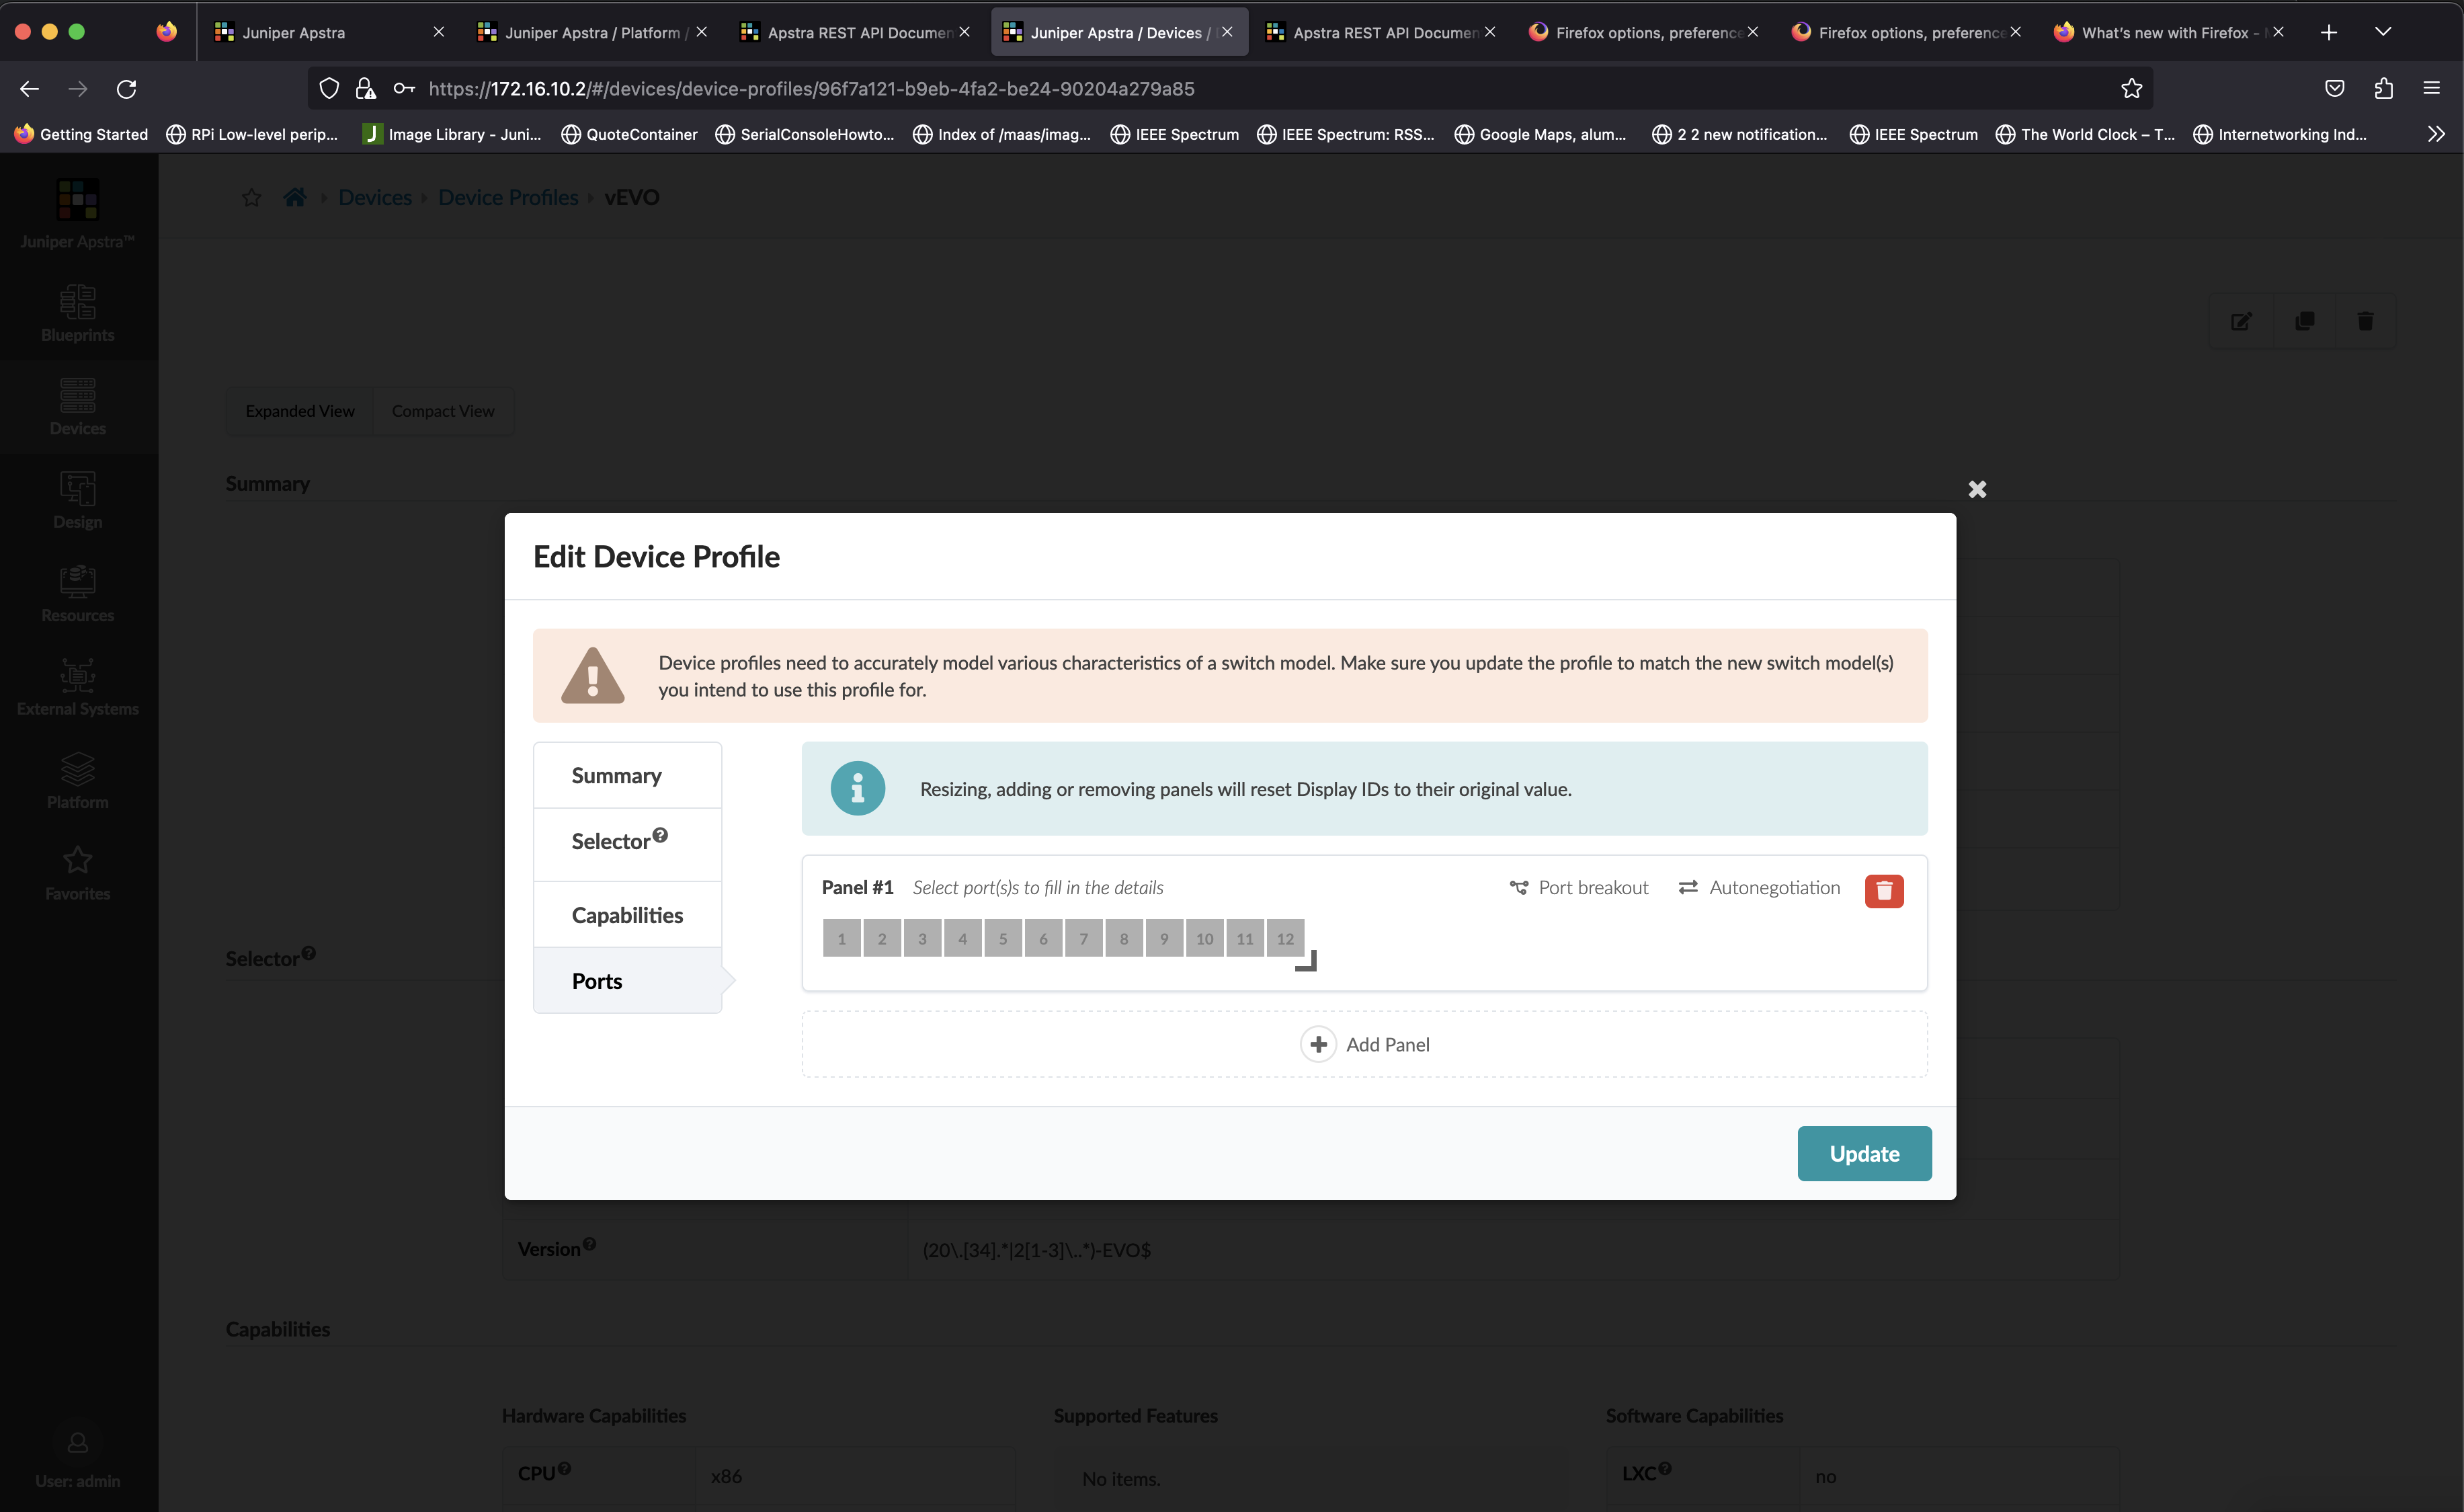 Juniper Apstra
Juniper Apstra / Platform /
Apstra REST API Documen
Juniper Apstra / Devices /
Apstra REST API Documen
Firefox options, preference
Firefox options, preference
What's new with Firefox -
https://172.16.10.2/#/devices/device-profiles/96f7a121-b9eb-4fa2-be24-90204a279a85
Getting Started
RPi Low-level perip...
Image Library - Juni...
QuoteContainer
SerialConsoleHowto...
Index of /maas/imag...
IEEE Spectrum
IEEE Spectrum: RSS...
Google Maps, alum...
2 2 new notification...
IEEE Spectrum
The World Clock – T...
Internetworking Ind...
Juniper Apstra™
Blueprints
Devices
Design
Resources
External Systems
Platform
Favorites
User: admin
Devices
Device Profiles
vEVO
Expanded View
Compact View
Summary
Edit Device Profile
Device profiles need to accurately model various characteristics of a switch model. Make sure you update the profile to match the new switch model(s)
you intend to use this profile for.
Summary
Selector
Capabilities
Ports
Resizing, adding or removing panels will reset Display IDs to their original value.
Panel #1 Select port(s)s to fill in the details
Port breakout
Autonegotiation
1 2 3 4 5 6 7 8 9 10 11 12
Add Panel
Update
Selector
Version
(20\.[34].*|2[1-3]\..*)-EVO$
Capabilities
Hardware Capabilities
Supported Features
Software Capabilities
CPU
x86
No items.
LXC
no